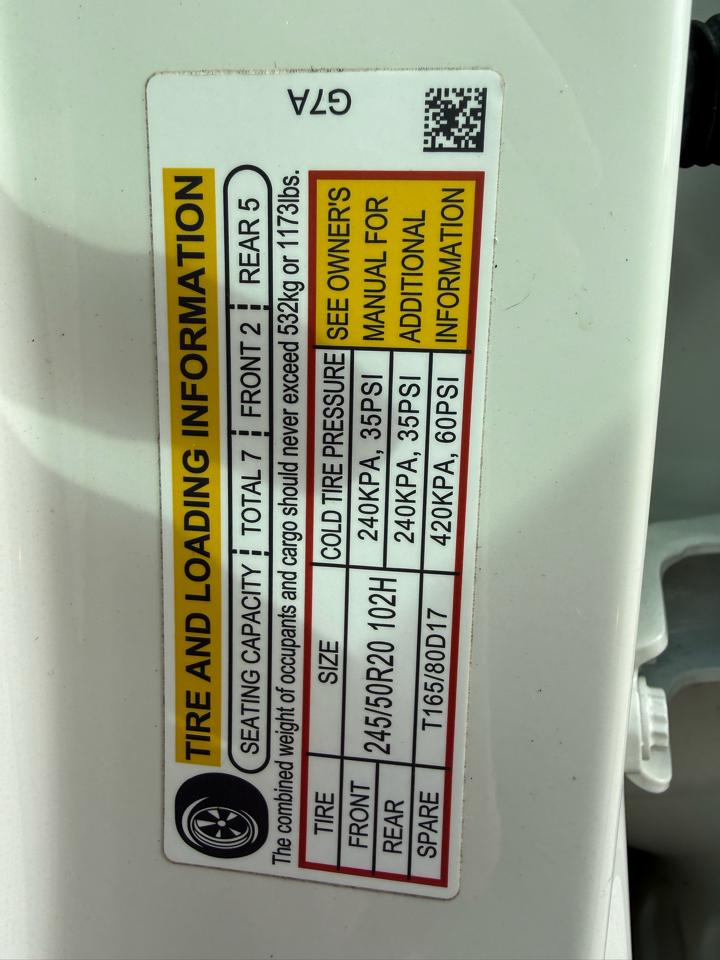 G7A
TIRE AND LOADING INFORMATION
SEATING CAPACITY TOTAL 7 FRONT 2 REAR 5
The combined weight of occupants and cargo should never exceed 532kg or 1173lbs.
TIRE SIZE COLD TIRE PRESSURE
FRONT 245/50R20 102H 240KPA, 35PSI
REAR 240KPA, 35PSI
SPARE T165/80D17 420KPA, 60PSI
SEE OWNER'S
MANUAL FOR
ADDITIONAL
INFORMATION